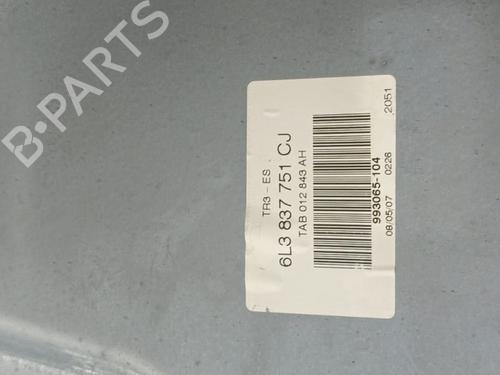 B-PARTS
TR3 - ES
6L3 837 751 CJ
TAB 012 843 AH
993065-104
08/05/07 0226 2051